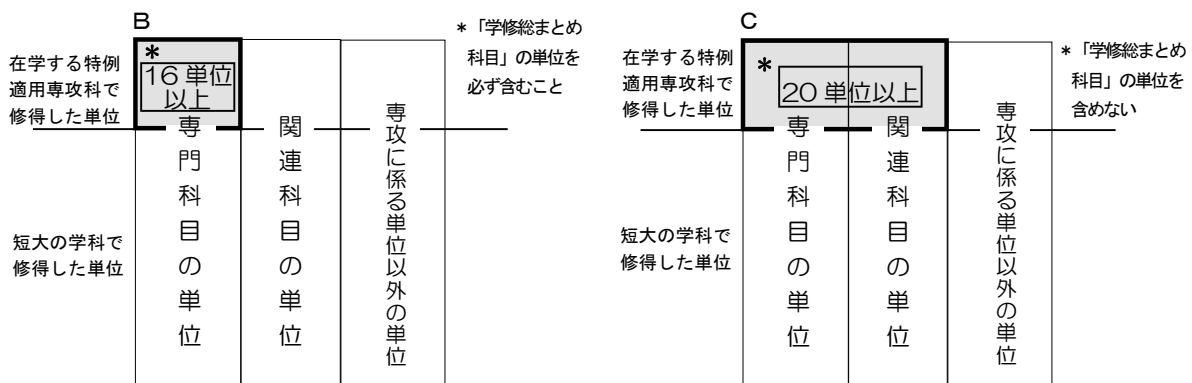 B
在学する特例
適用専攻科で
修得した単位
*
16 単位
以上
短大の学科で
修得した単位
専門科目の単位
関連科目の単位
専攻に係る単位以外の単位
*「学修総まとめ
科目」の単位を
必ず含むこと
C
在学する特例
適用専攻科で
修得した単位
*
20 単位以上
短大の学科で
修得した単位
専門科目の単位
関連科目の単位
専攻に係る単位以外の単位
*「学修総まとめ
科目」の単位を
含めない